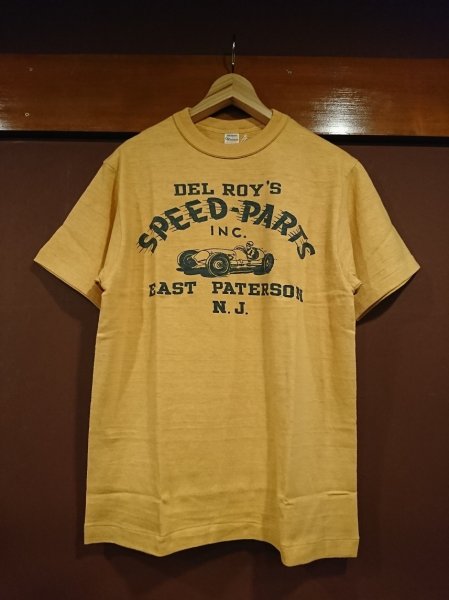 DEL ROY'S
SPEED-PARTS
INC.
EAST PATERSON
N.J.